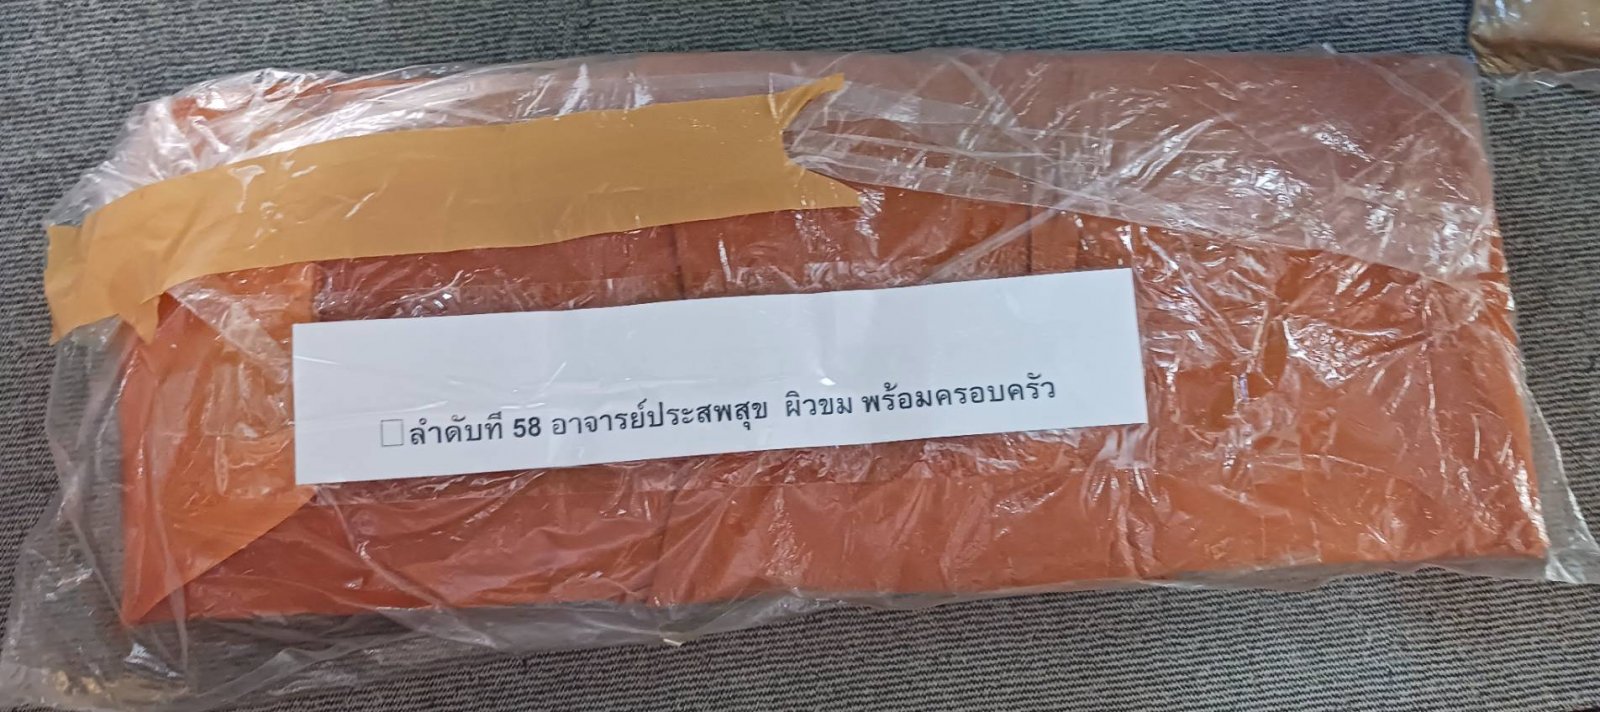 □ลำดับที่ 58 อาจารย์ประสพสุข ผิวขม พร้อมครอบครัว